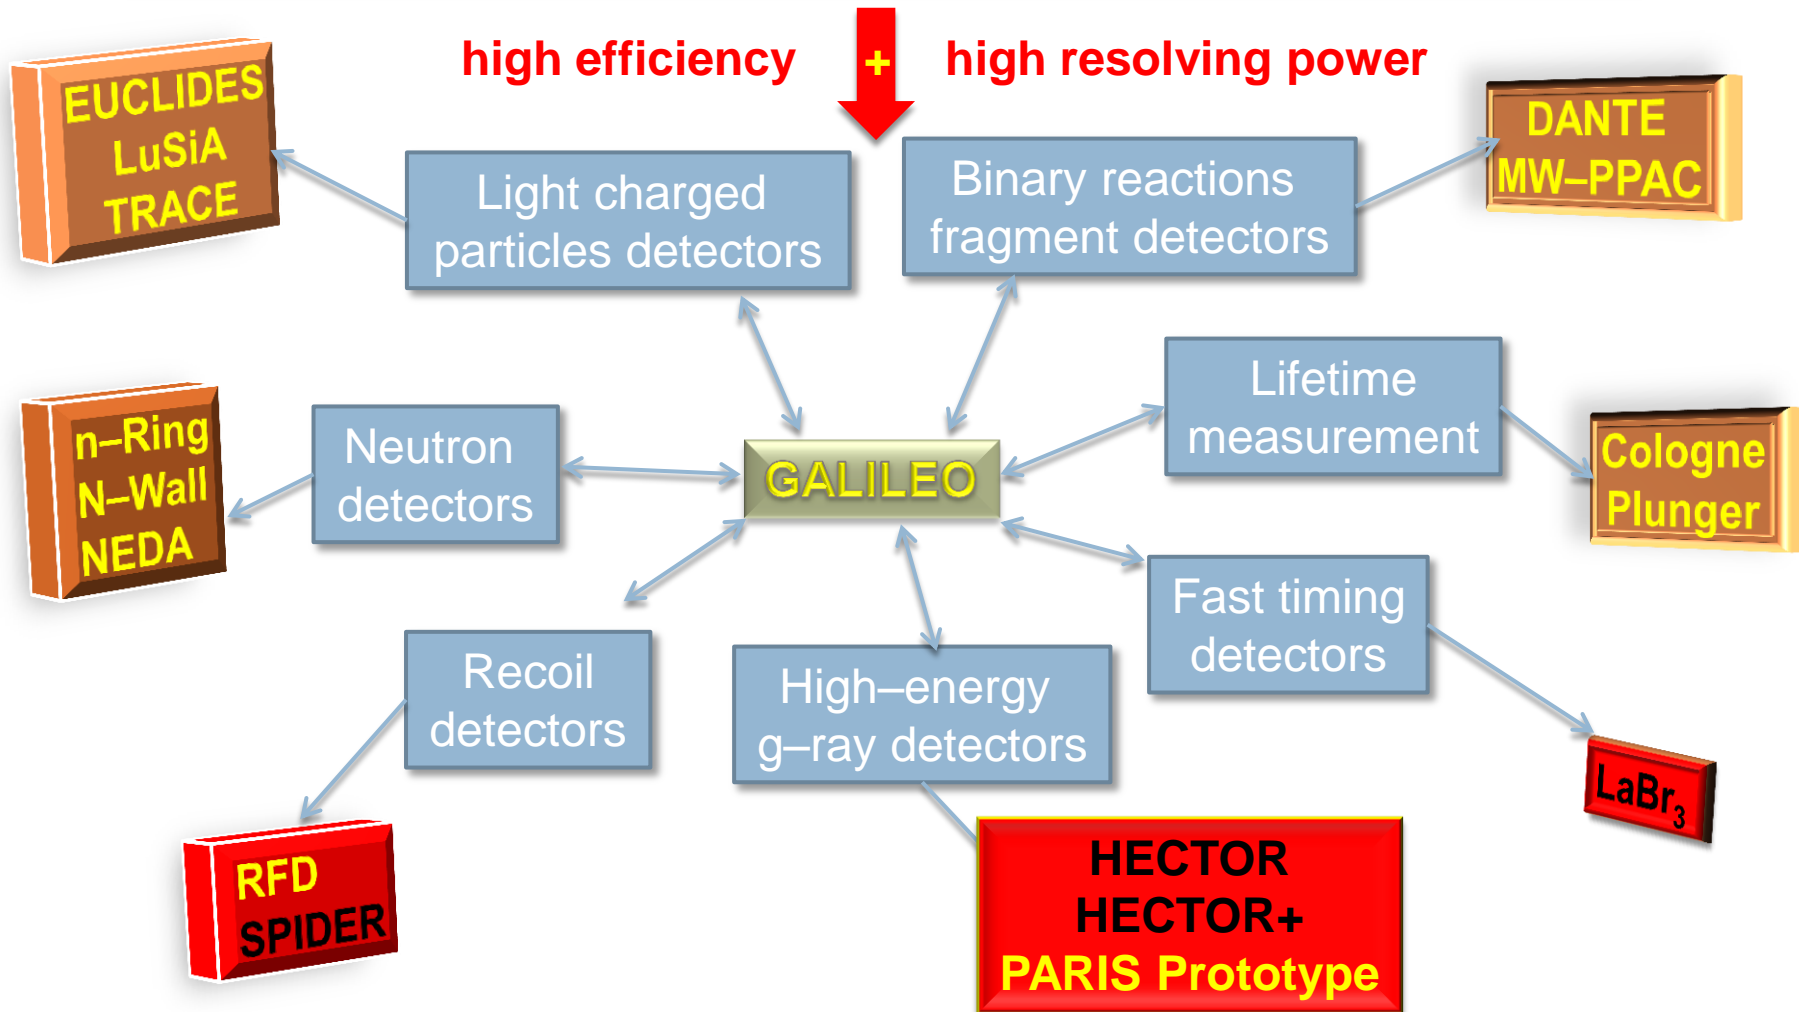 high efficiency + high resolving power
EUCLIDES
LuSiA
TRACE
Light charged
particles detectors
Binary reactions
fragment detectors
DANTE
MW–PPAC
n–Ring
N–Wall
NEDA
Neutron
detectors
GALILEO
Lifetime
measurement
Cologne
Plunger
Recoil
detectors
High–energy
g–ray detectors
Fast timing
detectors
LaBr₃
RFD
SPIDER
HECTOR
HECTOR+
PARIS Prototype